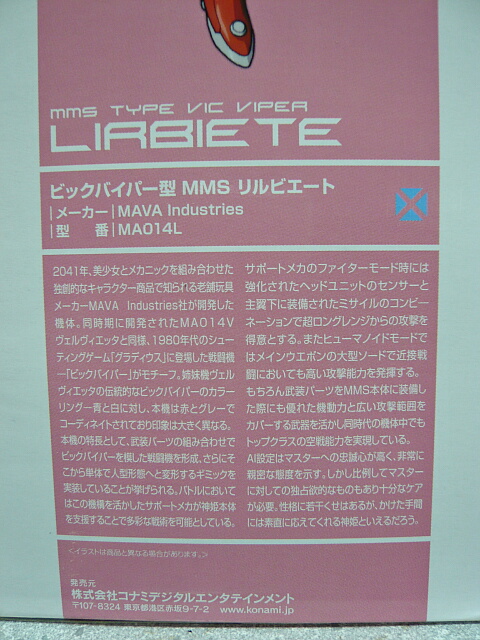 MMS TYPE VIC VIPER
LIRBIETE
ビックバイパー型 MMS リルビエート
|メーカー|MAVA Industries
|型　番|MA014L
2041年、美少女とメカニックを組み合わせた
独創的なキャラクター商品で知られる老舗玩具
メーカーMAVA Industries社が開発した
機体。同時期に開発されたMA014V
ヴェルヴィエッタと同様、1980年代のシュー
ティングゲーム「グラディウス」に登場した戦闘機
―「ビックバイパー」がモチーフ。姉妹機ヴェル
ヴィエッタの伝統的なビックバイパーのカラー
リング―青と白に対し、本機は赤とグレーで
コーディネイトされており印象は大きく異なる。
本機の特長として、武装パーツの組み合わせで
ビックバイパーを模した戦闘機を形成、さらにそ
こから単体で人型形態へと変形するギミックを
実装していることが挙げられる。バトルにおいて
はこの機構を活かしたサポートメカが神姫本体
を支援することで多彩な戦術を可能としている。
サポートメカのファイターモード時には
強化されたヘッドユニットのセンサーと
主翼下に装備されたミサイルのコンビ
ネーションで超ロングレンジからの攻撃
を得意とする。またヒューマノイドモードで
はメインウエポンの大型ソードで近接戦
闘においても高い攻撃能力を発揮する。
もちろん武装パーツをMMS本体に装備し
た際にも優れた機動力と広い攻撃範囲を
カバーする武器を活かし同時代の機体中でも
トップクラスの空戦能力を実現している。
AI設定はマスターへの忠誠心が高く、非常に
親密な態度を示す。しかし比例してマスター
に対しての独占欲的なものもあり十分なケア
が必要。性格に若干くせはあるが、かけた手間
には素直に応えてくれる神姫といえるだろう。
<イラストは商品と異なる場合があります。>
発売元
株式会社コナミデジタルエンタテインメント
〒107-8324 東京都港区赤坂9-7-2 www.konami.jp